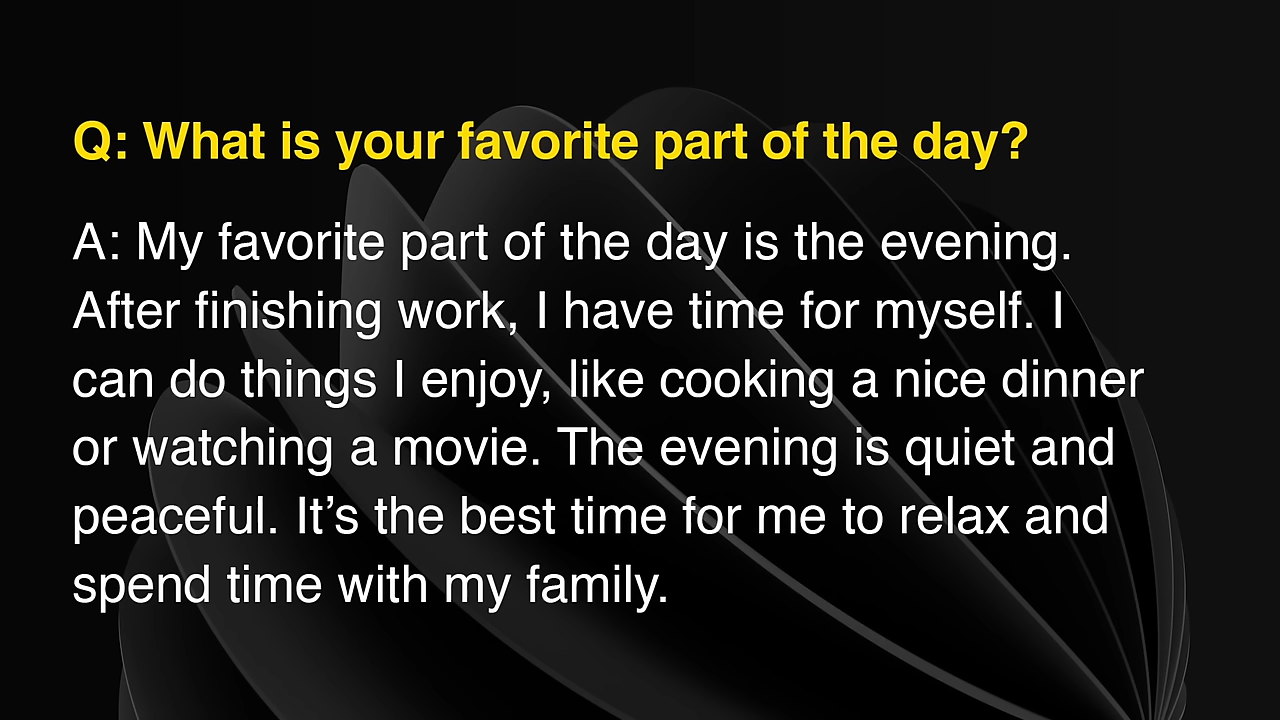 Q: What is your favorite part of the day?
A: My favorite part of the day is the evening.
After finishing work, I have time for myself. I
can do things I enjoy, like cooking a nice dinner
or watching a movie. The evening is quiet and
peaceful. It’s the best time for me to relax and
spend time with my family.